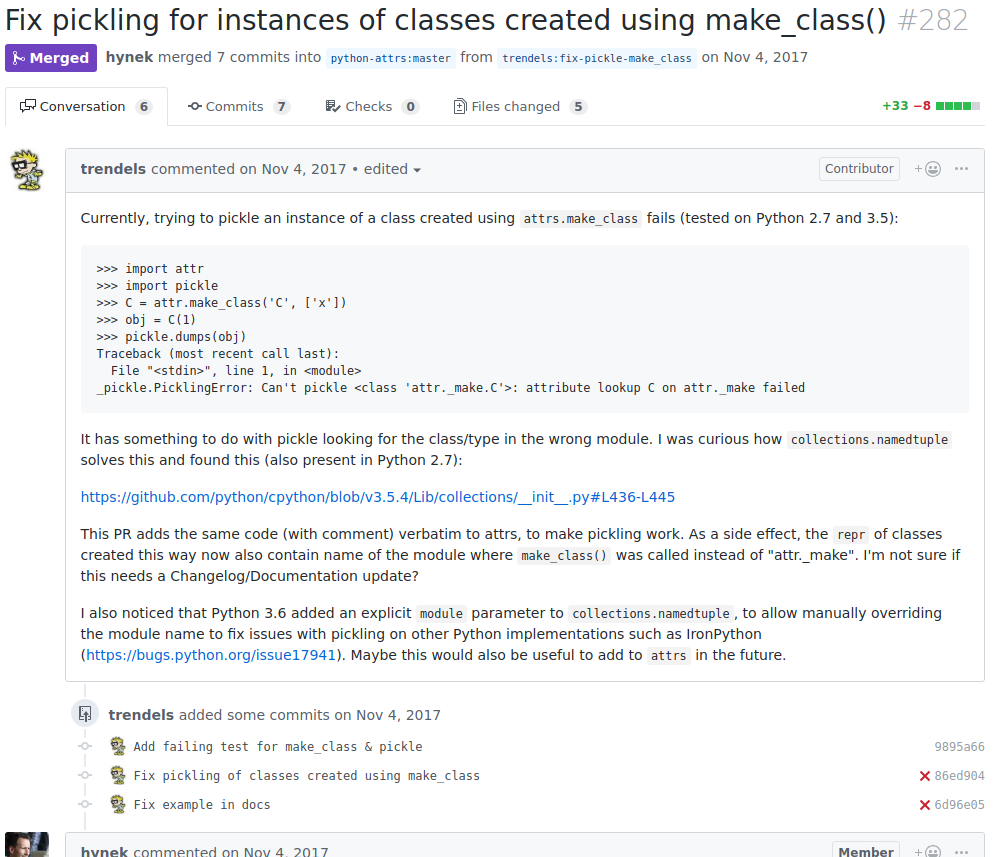 Fix pickling for instances of classes created using make_class() #282
Merged hynek merged 7 commits into python-attrs:master from trendels:fix-pickle-make_class on Nov 4, 2017
Conversation 6 Commits 7 Checks 0 Files changed 5 +33 −8
trendels commented on Nov 4, 2017 • edited Contributor
Currently, trying to pickle an instance of a class created using attrs.make_class fails (tested on Python 2.7 and 3.5):
>>> import attr
>>> import pickle
>>> C = attr.make_class('C', ['x'])
>>> obj = C(1)
>>> pickle.dumps(obj)
Traceback (most recent call last):
  File "<stdin>", line 1, in <module>
_pickle.PicklingError: Can't pickle <class 'attr._make.C'>: attribute lookup C on attr._make failed
It has something to do with pickle looking for the class/type in the wrong module. I was curious how collections.namedtuple
solves this and found this (also present in Python 2.7):
https://github.com/python/cpython/blob/v3.5.4/Lib/collections/__init__.py#L436-L445
This PR adds the same code (with comment) verbatim to attrs, to make pickling work. As a side effect, the repr of classes
created this way now also contain name of the module where make_class() was called instead of "attr._make". I'm not sure if
this needs a Changelog/Documentation update?
I also noticed that Python 3.6 added an explicit module parameter to collections.namedtuple, to allow manually overriding
the module name to fix issues with pickling on other Python implementations such as IronPython
(https://bugs.python.org/issue17941). Maybe this would also be useful to add to attrs in the future.
trendels added some commits on Nov 4, 2017
Add failing test for make_class & pickle 9895a66
Fix pickling of classes created using make_class 86ed904
Fix example in docs 6d96e05
hynek commented on Nov 4, 2017 Member